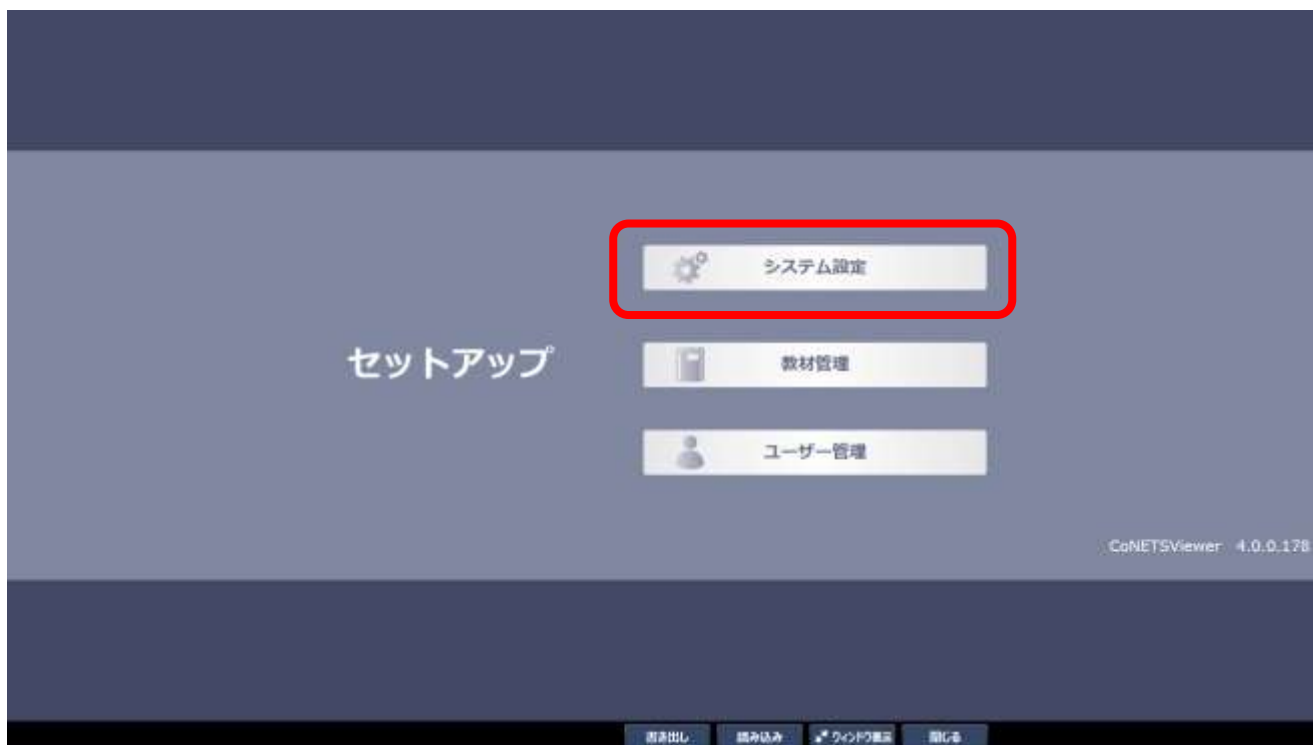 システム設定
セットアップ
教材管理
ユーザー管理
CoNETSViewer 4.0.0.178
書き出し 読み込み ウィンドウ表示 閉じる